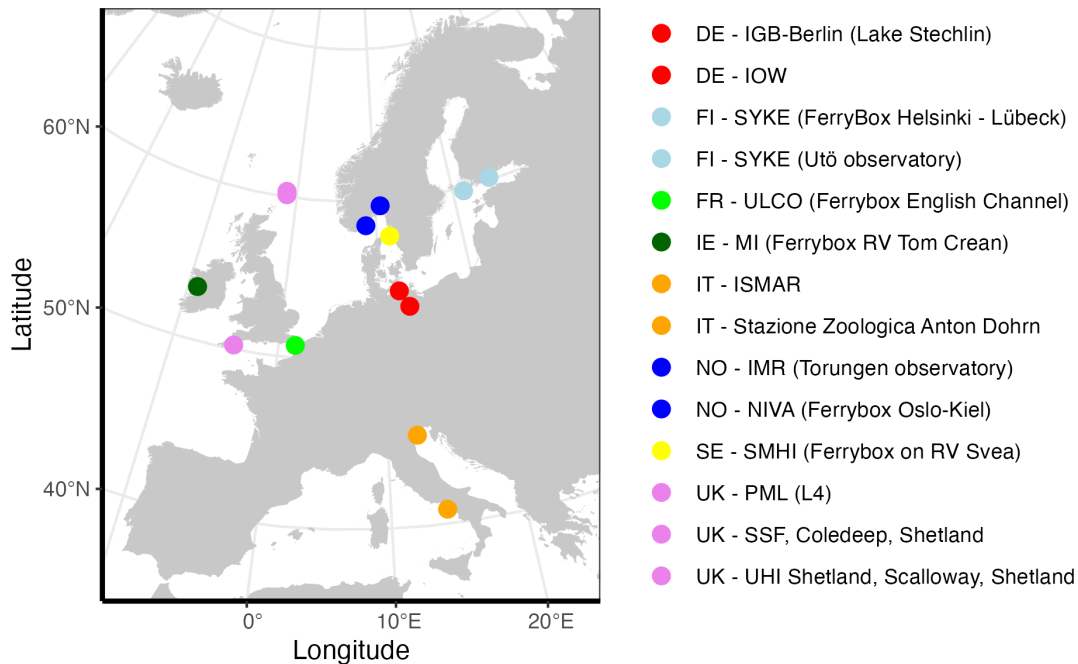 60°N
50°N
40°N
Latitude
0°
10°E
20°E
Longitude
DE - IGB-Berlin (Lake Stechlin)
DE - IOW
FI - SYKE (FerryBox Helsinki - Lübeck)
FI - SYKE (Utö observatory)
FR - ULCO (Ferrybox English Channel)
IE - MI (Ferrybox RV Tom Crean)
IT - ISMAR
IT - Stazione Zoologica Anton Dohrn
NO - IMR (Torungen observatory)
NO - NIVA (Ferrybox Oslo-Kiel)
SE - SMHI (Ferrybox on RV Svea)
UK - PML (L4)
UK - SSF, Coledeep, Shetland
UK - UHI Shetland, Scalloway, Shetland